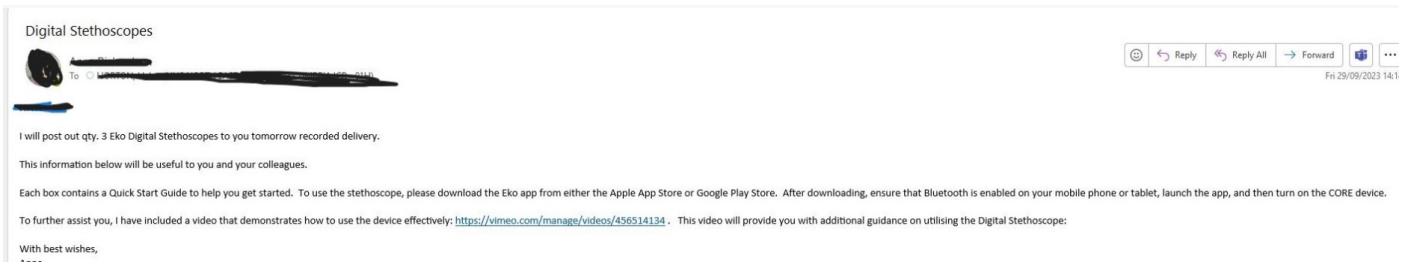 Digital Stethoscopes
Reply
Reply All
Forward
To
Fri 29/09/2023 14:1
I will post out qty. 3 Eko Digital Stethoscopes to you tomorrow recorded delivery.
This information below will be useful to you and your colleagues.
Each box contains a Quick Start Guide to help you get started. To use the stethoscope, please download the Eko app from either the Apple App Store or Google Play Store. After downloading, ensure that Bluetooth is enabled on your mobile phone or tablet, launch the app, and then turn on the CORE device.
To further assist you, I have included a video that demonstrates how to use the device effectively: https://vimeo.com/manage/videos/456514134 . This video will provide you with additional guidance on utilising the Digital Stethoscope:
With best wishes,